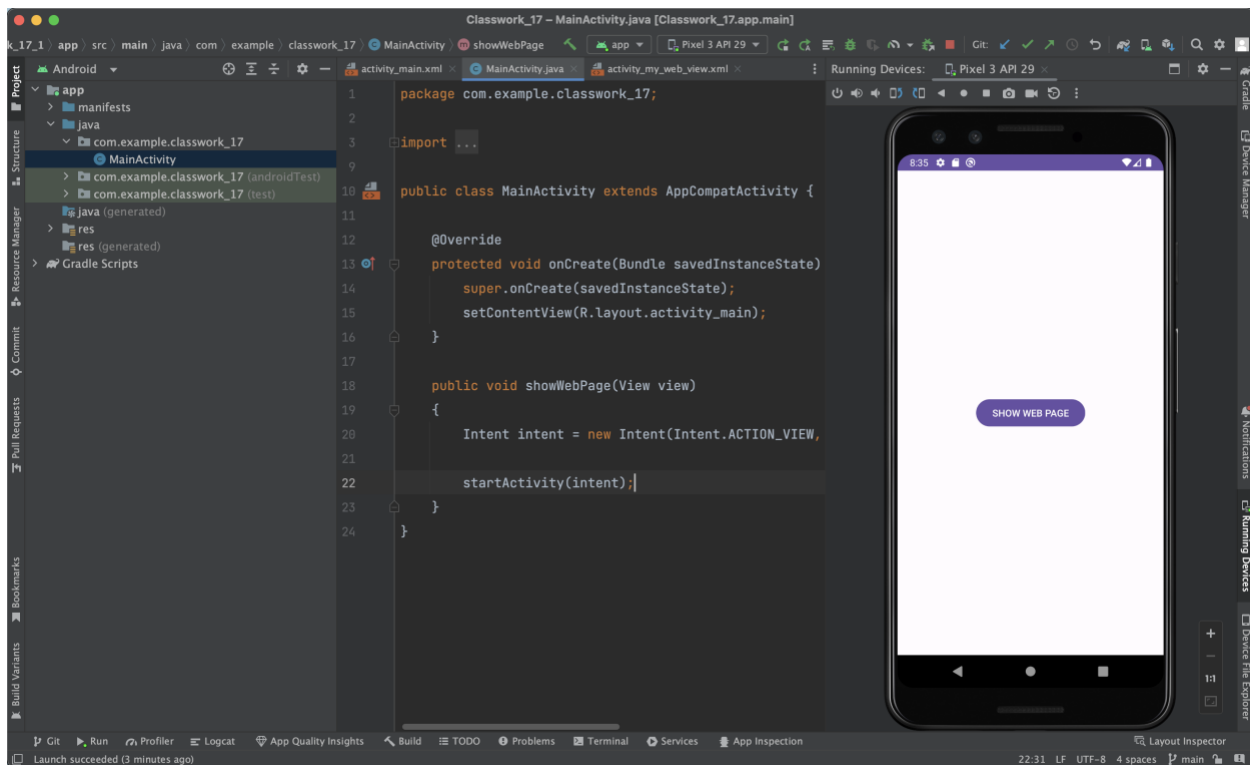 Classwork_17 – MainActivity.java [Classwork_17.app.main]
k_17_1 〉 app 〉 src 〉 main 〉 java 〉 com 〉 example 〉 classwork_17 〉 MainActivity 〉 showWebPage app Pixel 3 API 29 Git:
Project
Structure
Resource Manager
Commit
Pull Requests
Bookmarks
Build Variants
Android
app
manifests
java
com.example.classwork_17
MainActivity
com.example.classwork_17 (androidTest)
com.example.classwork_17 (test)
java (generated)
res
res (generated)
Gradle Scripts
activity_main.xml MainActivity.java activity_my_web_view.xml
1 package com.example.classwork_17;
2
3 import ...
9
10 public class MainActivity extends AppCompatActivity {
11
12 @Override
13 protected void onCreate(Bundle savedInstanceState)
14 super.onCreate(savedInstanceState);
15 setContentView(R.layout.activity_main);
16 }
17
18 public void showWebPage(View view)
19 {
20 Intent intent = new Intent(Intent.ACTION_VIEW,
21
22 startActivity(intent);
23 }
24 }
Running Devices: Pixel 3 API 29
8:35
SHOW WEB PAGE
1:1
Gradle
Device Manager
Notifications
Running Devices
Device File Explorer
Git Run Profiler Logcat App Quality Insights Build TODO Problems Terminal Services App Inspection Layout Inspector
Launch succeeded (3 minutes ago) 22:31 LF UTF-8 4 spaces main